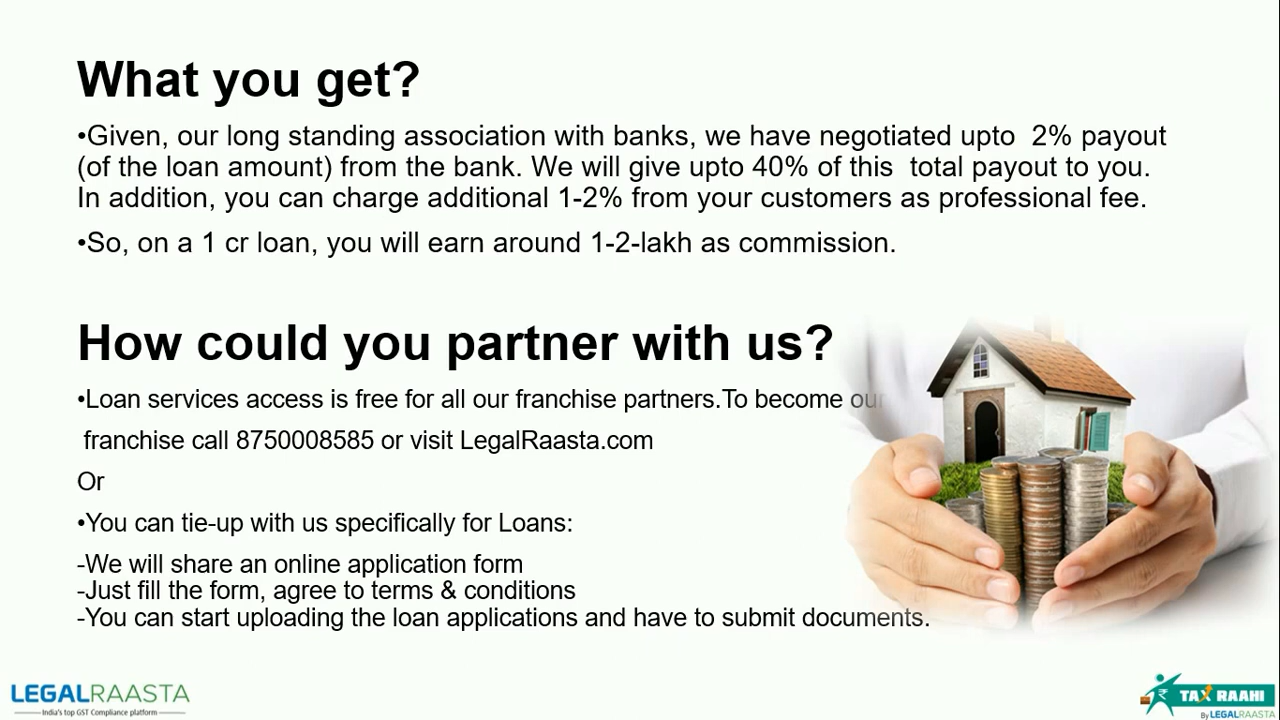 What you get?
•Given, our long standing association with banks, we have negotiated upto 2% payout
(of the loan amount) from the bank. We will give upto 40% of this total payout to you.
In addition, you can charge additional 1-2% from your customers as professional fee.
•So, on a 1 cr loan, you will earn around 1-2-lakh as commission.
How could you partner with us?
•Loan services access is free for all our franchise partners.To become our
franchise call 8750008585 or visit LegalRaasta.com
Or
•You can tie-up with us specifically for Loans:
-We will share an online application form
-Just fill the form, agree to terms & conditions
-You can start uploading the loan applications and have to submit documents.
LEGALRAASTA
India's top GST Compliance platform
₹ TAX RAAHI
By LEGALRAASTA